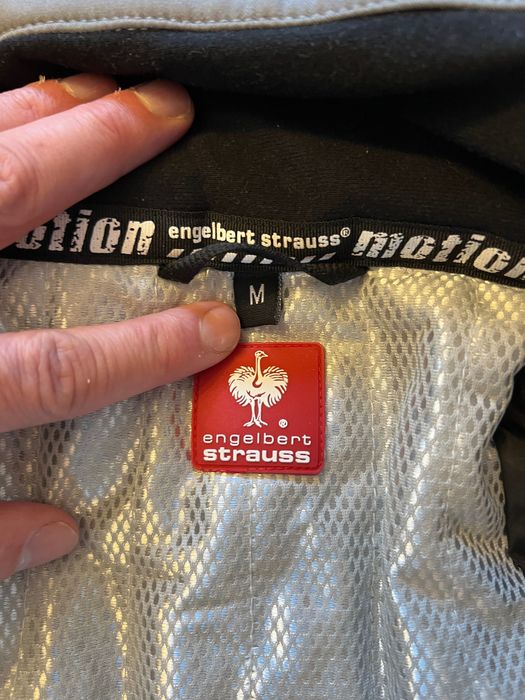 motion engelbert strauss® motion
M
®
engelbert
strauss